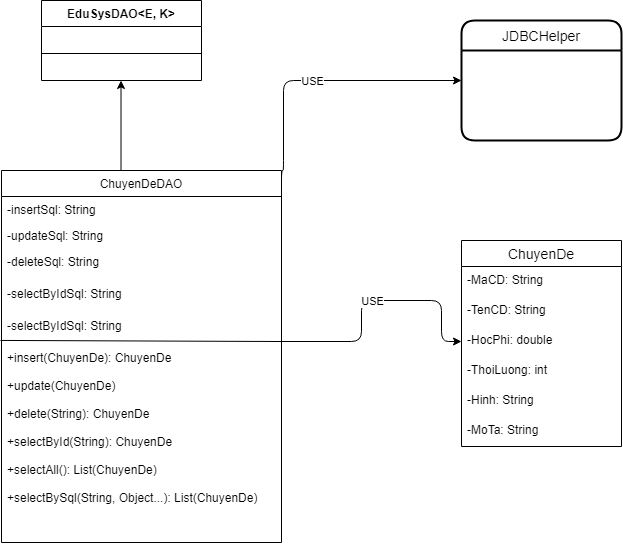 EduSysDAO<E, K>
JDBCHelper
USE
ChuyenDeDAO
-insertSql: String
-updateSql: String
-deleteSql: String
-selectByIdSql: String
-selectByIdSql: String
+insert(ChuyenDe): ChuyenDe
+update(ChuyenDe)
+delete(String): ChuyenDe
+selectById(String): ChuyenDe
+selectAll(): List(ChuyenDe)
+selectBySql(String, Object...): List(ChuyenDe)
USE
ChuyenDe
-MaCD: String
-TenCD: String
-HocPhi: double
-ThoiLuong: int
-Hinh: String
-MoTa: String